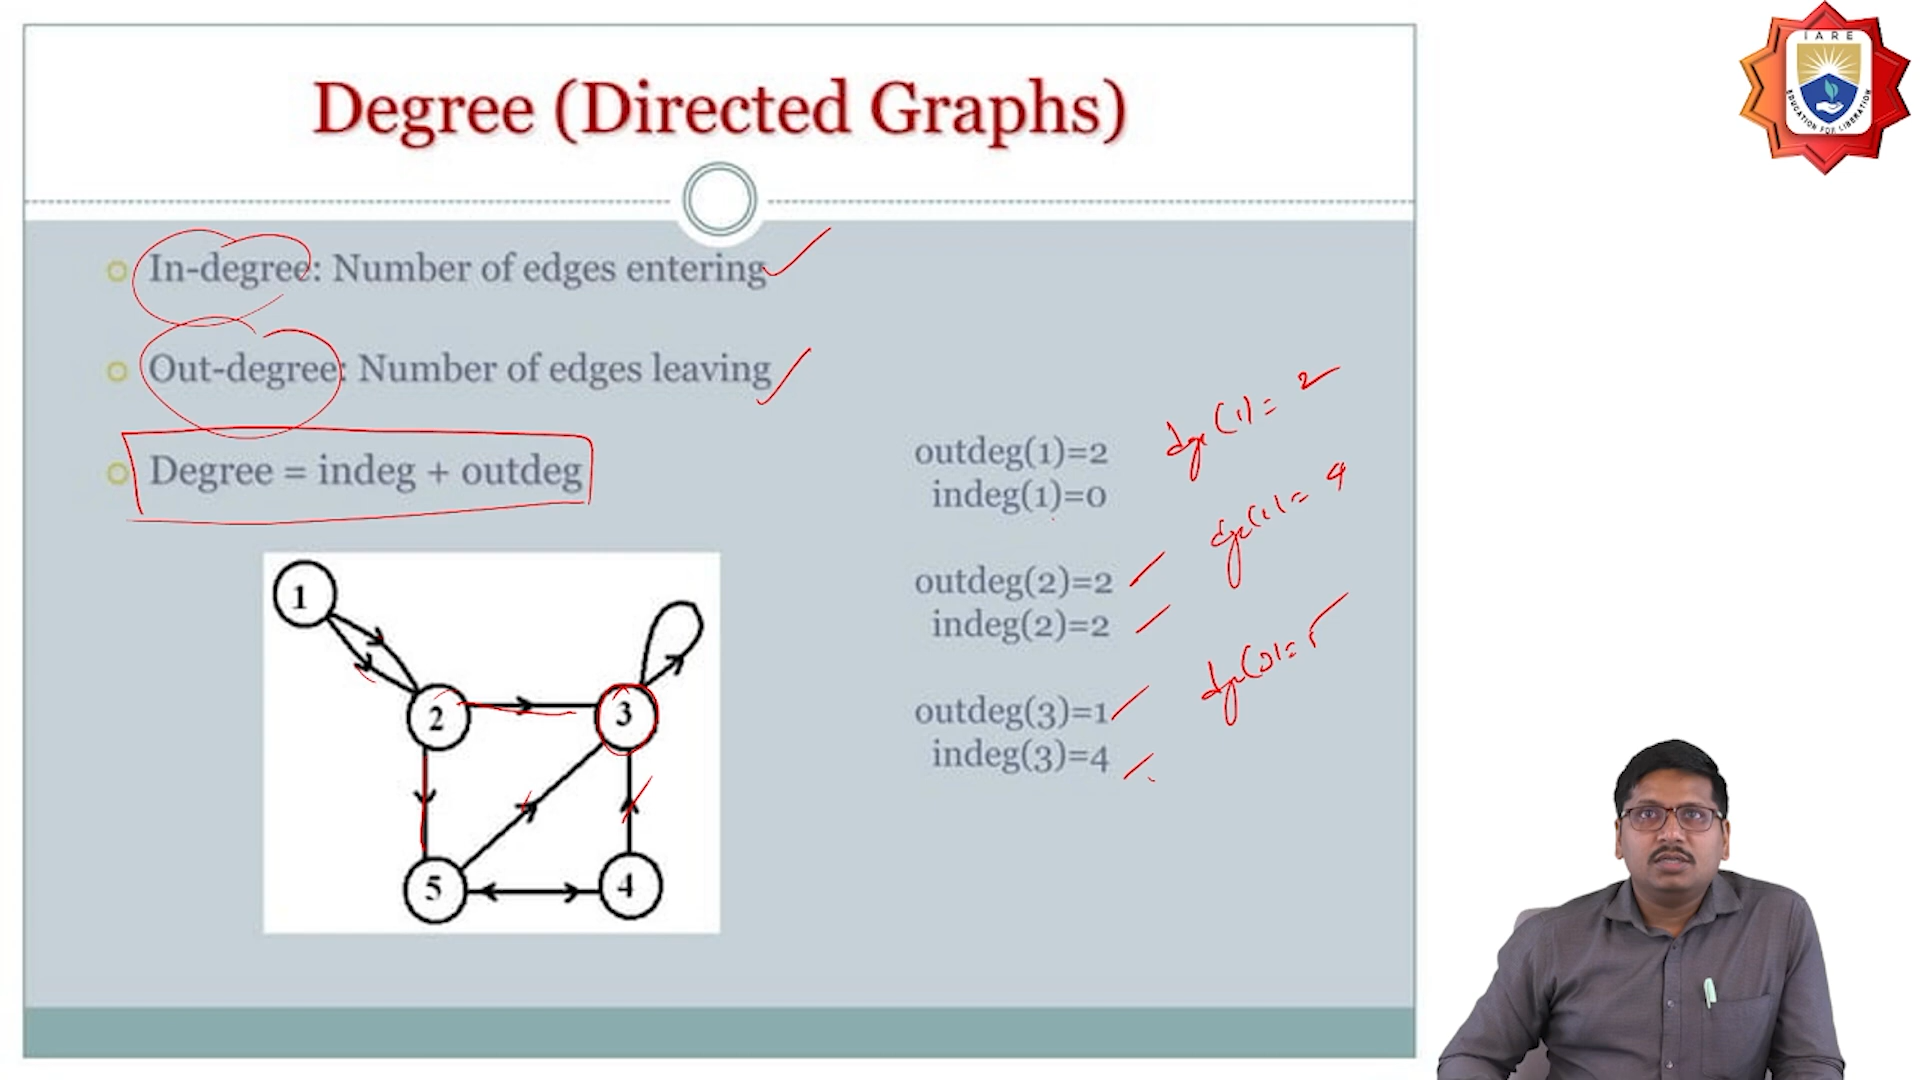 Degree (Directed Graphs)
In-degree: Number of edges entering
Out-degree: Number of edges leaving
Degree = indeg + outdeg
outdeg(1)=2
indeg(1)=0
outdeg(2)=2
indeg(2)=2
outdeg(3)=1
indeg(3)=4
1
2
3
5
4
IARE
EDUCATION FOR LIBERATION